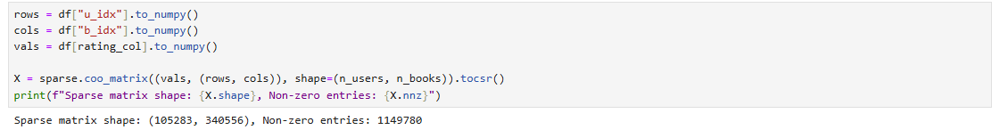 rows = df["u_idx"].to_numpy()
cols = df["b_idx"].to_numpy()
vals = df[rating_col].to_numpy()
X = sparse.coo_matrix((vals, (rows, cols)), shape=(n_users, n_books)).tocsr()
print(f"Sparse matrix shape: {X.shape}, Non-zero entries: {X.nnz}")
Sparse matrix shape: (105283, 340556), Non-zero entries: 1149780